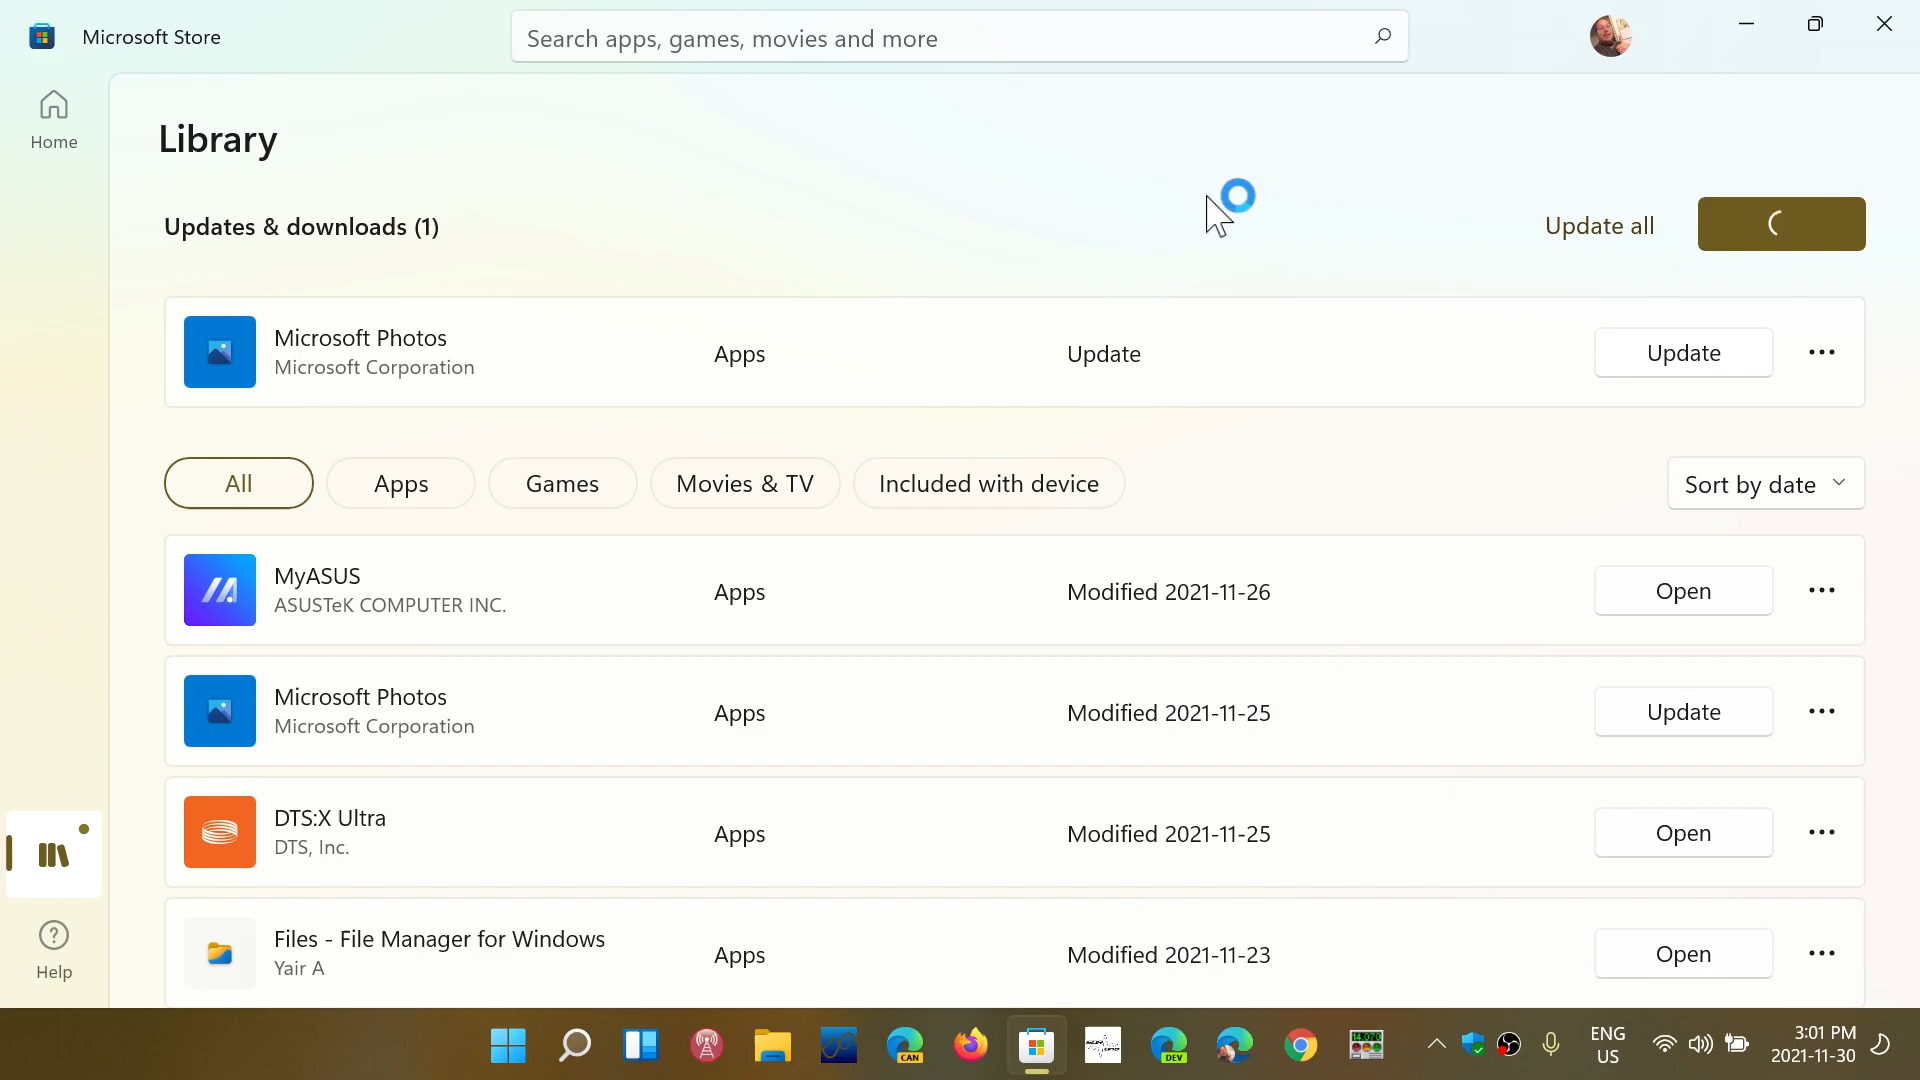 Microsoft Store
Search apps, games, movies and more
Home
Library
Updates & downloads (1)
Update all
Microsoft Photos
Microsoft Corporation
Apps
Update
Update
All
Apps
Games
Movies & TV
Included with device
Sort by date
MyASUS
ASUSTeK COMPUTER INC.
Apps
Modified 2021-11-26
Open
Microsoft Photos
Microsoft Corporation
Apps
Modified 2021-11-25
Update
DTS:X Ultra
DTS, Inc.
Apps
Modified 2021-11-25
Open
Files - File Manager for Windows
Yair A
Apps
Modified 2021-11-23
Open
Help
CAN
DEV
ENG
US
3:01 PM
2021-11-30